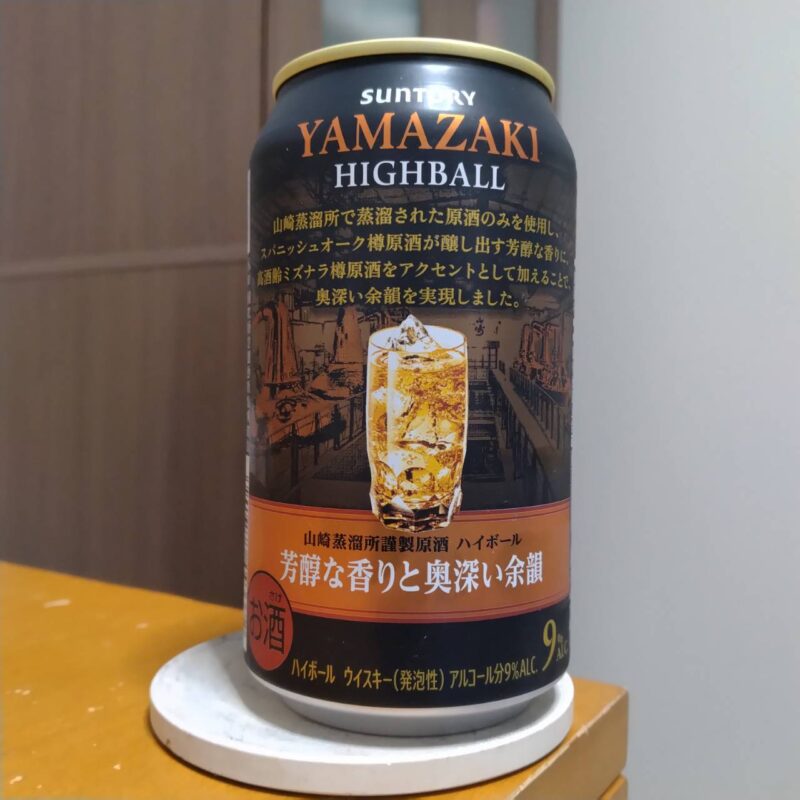 SUNTORY
YAMAZAKI
HIGHBALL
山崎蒸溜所で蒸溜された原酒のみを使用し、
スパニッシュオーク樽原酒が醸し出す芳醇な香りに、
高酒齢ミズナラ樽原酒をアクセントとして加えることで、
奥深い余韻を実現しました。
山崎蒸溜所謹製原酒 ハイボール
芳醇な香りと奥深い余韻
さけ
お酒
ハイボール ウイスキー(発泡性) アルコール分9%ALC.
9% ALC.